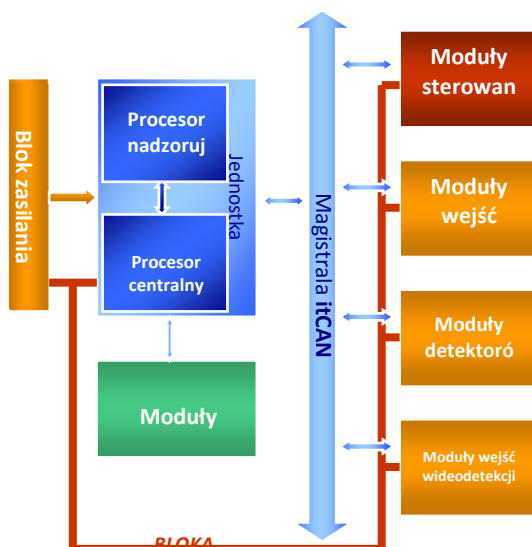 Blok zasilania
Procesor
nadzoruj
Jednostka
Procesor
centralny
Moduły
Magistrala itCAN
Moduły
sterowan
Moduły
wejść
Moduły
detektoró
Moduły wejść
wideodetekcji
BLOKA